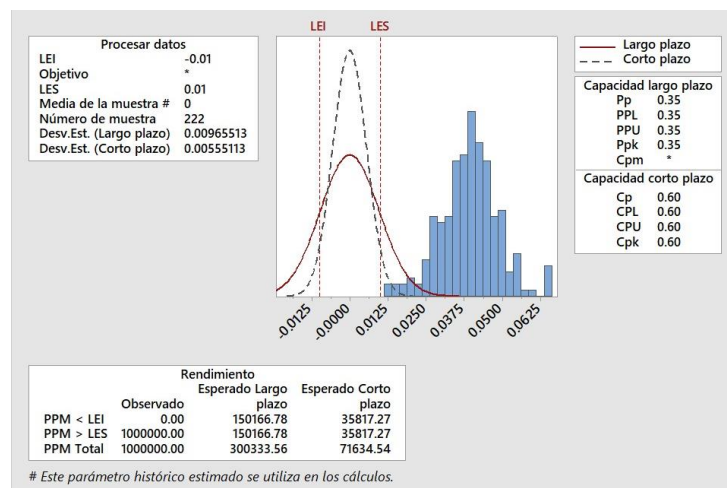 LEI LES
Procesar datos
LEI -0.01
Objetivo *
LES 0.01
Media de la muestra # 0
Número de muestra 222
Desv.Est. (Largo plazo) 0.00965513
Desv.Est. (Corto plazo) 0.00555113
Largo plazo
Corto plazo
Capacidad largo plazo
Pp 0.35
PPL 0.35
PPU 0.35
Ppk 0.35
Cpm *
Capacidad corto plazo
Cp 0.60
CPL 0.60
CPU 0.60
Cpk 0.60
-0.0125 -0.0000 0.0125 0.0250 0.0375 0.0500 0.0625
Rendimiento
Esperado Largo Esperado Corto
Observado plazo plazo
PPM < LEI 0.00 150166.78 35817.27
PPM > LES 1000000.00 150166.78 35817.27
PPM Total 1000000.00 300333.56 71634.54
# Este parámetro histórico estimado se utiliza en los cálculos.